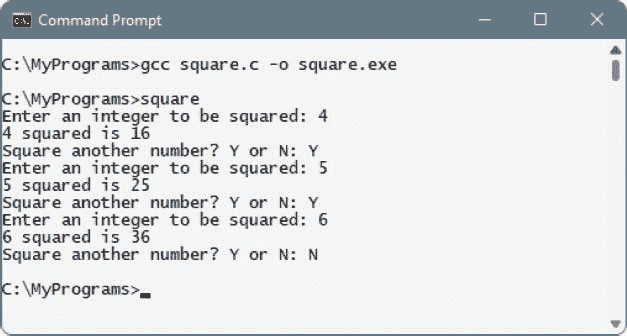 Command Prompt
C:\MyPrograms>gcc square.c -o square.exe
C:\MyPrograms>square
Enter an integer to be squared: 4
4 squared is 16
Square another number? Y or N: Y
Enter an integer to be squared: 5
5 squared is 25
Square another number? Y or N: Y
Enter an integer to be squared: 6
6 squared is 36
Square another number? Y or N: N
C:\MyPrograms>